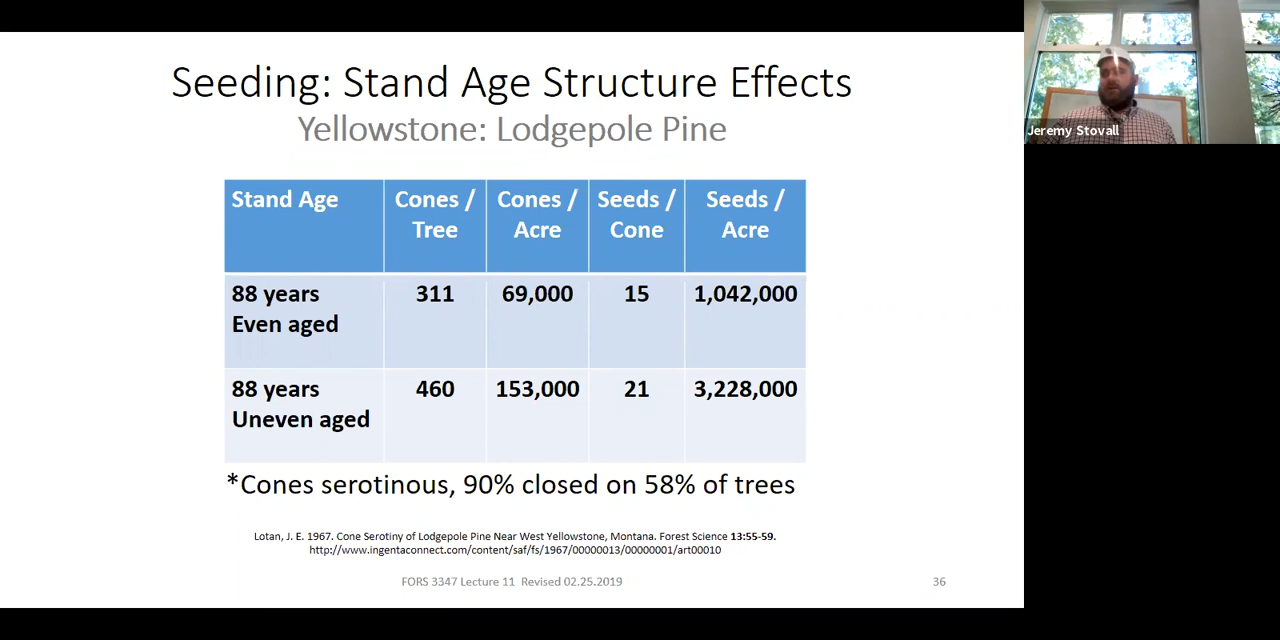 Seeding: Stand Age Structure Effects
Yellowstone: Lodgepole Pine
Jeremy Stovall
Stand Age Cones / Tree Cones / Acre Seeds / Cone Seeds / Acre
88 years Even aged 311 69,000 15 1,042,000
88 years Uneven aged 460 153,000 21 3,228,000
*Cones serotinous, 90% closed on 58% of trees
Lotan, J. E. 1967. Cone Serotiny of Lodgepole Pine Near West Yellowstone, Montana. Forest Science 13:55-59.
http://www.ingentaconnect.com/content/saf/fs/1967/00000013/00000001/art00010
FORS 3347 Lecture 11 Revised 02.25.2019 36